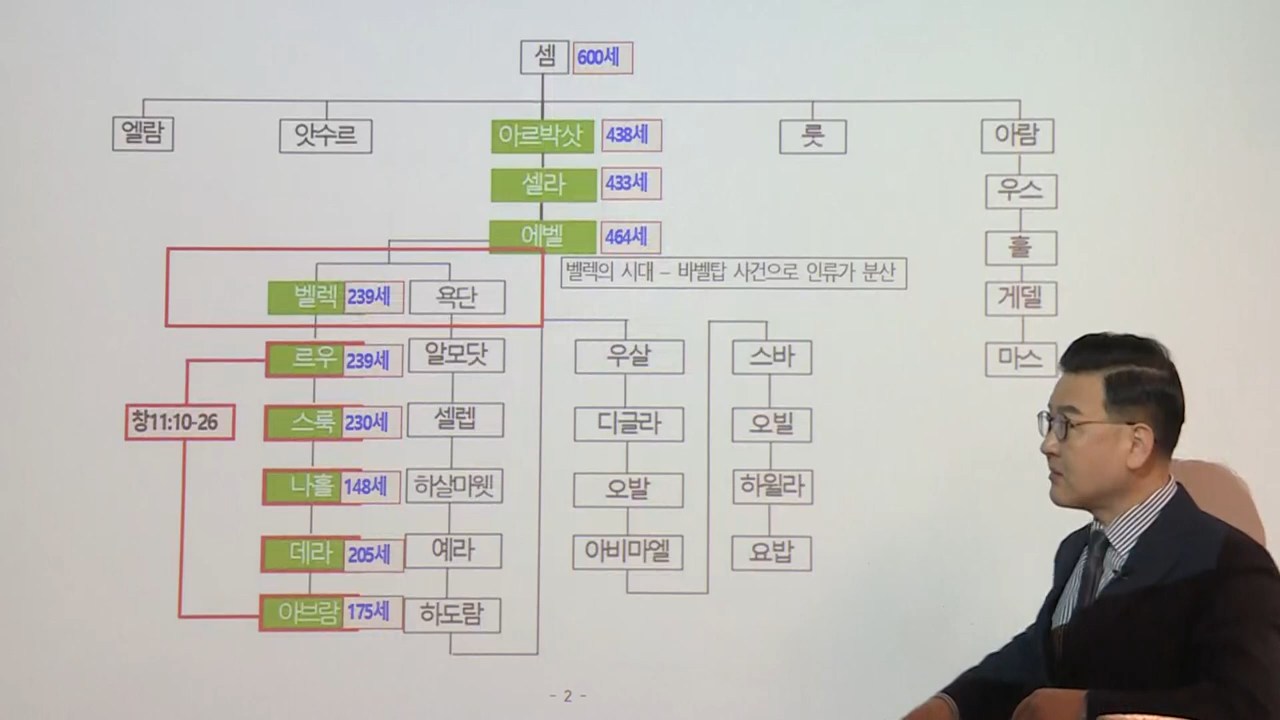 셈 600세
엘람 앗수르 아르박삿 438세 룻 아람
셀라 433세 우스
에벨 464세 훌
벨렉의 시대 – 바벨탑 사건으로 인류가 분산
벨렉 239세 욕단 게델
르우 239세 알모닷 우살 스바 마스
창11:10-26 스룩 230세 셀렙 디글라 오빌
나홀 148세 하살마웻 오발 하윌라
데라 205세 예라 아비마엘 요밥
아브람 175세 하도람
- 2 -